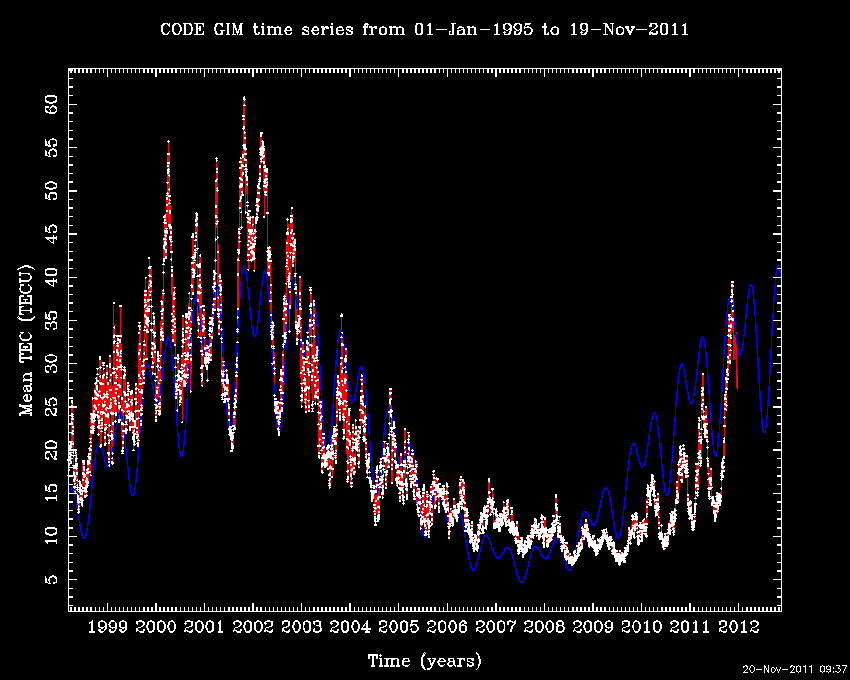 CODE GIM time series from 01-Jan-1995 to 19-Nov-2011
60
55
50
45
40
35
30
25
20
15
10
5
Mean TEC (TECU)
1999 2000 2001 2002 2003 2004 2005 2006 2007 2008 2009 2010 2011 2012
Time (years)
20-Nov-2011 09:37